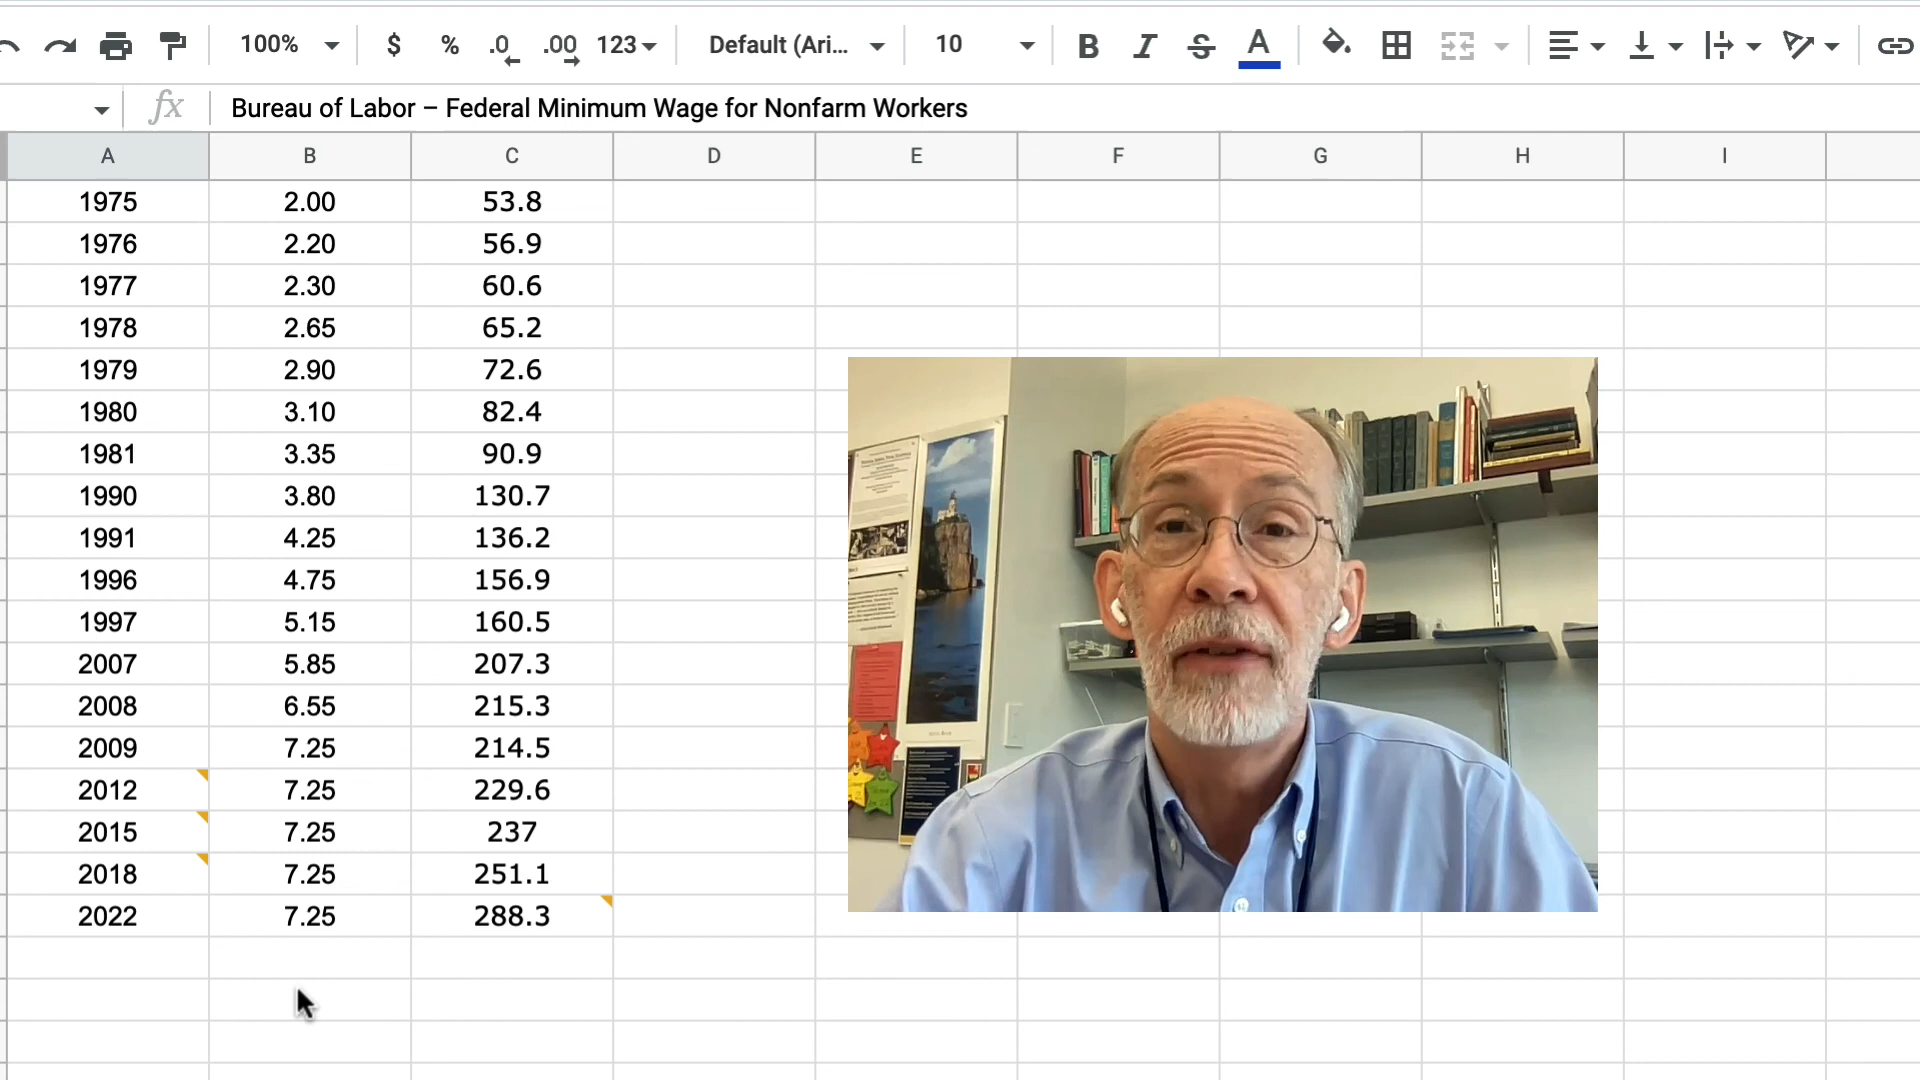 100% $ % .0 .00 123 Default (Ari... 10 B I S A
fx Bureau of Labor – Federal Minimum Wage for Nonfarm Workers
A B C D E F G H I
1975 2.00 53.8
1976 2.20 56.9
1977 2.30 60.6
1978 2.65 65.2
1979 2.90 72.6
1980 3.10 82.4
1981 3.35 90.9
1990 3.80 130.7
1991 4.25 136.2
1996 4.75 156.9
1997 5.15 160.5
2007 5.85 207.3
2008 6.55 215.3
2009 7.25 214.5
2012 7.25 229.6
2015 7.25 237
2018 7.25 251.1
2022 7.25 288.3